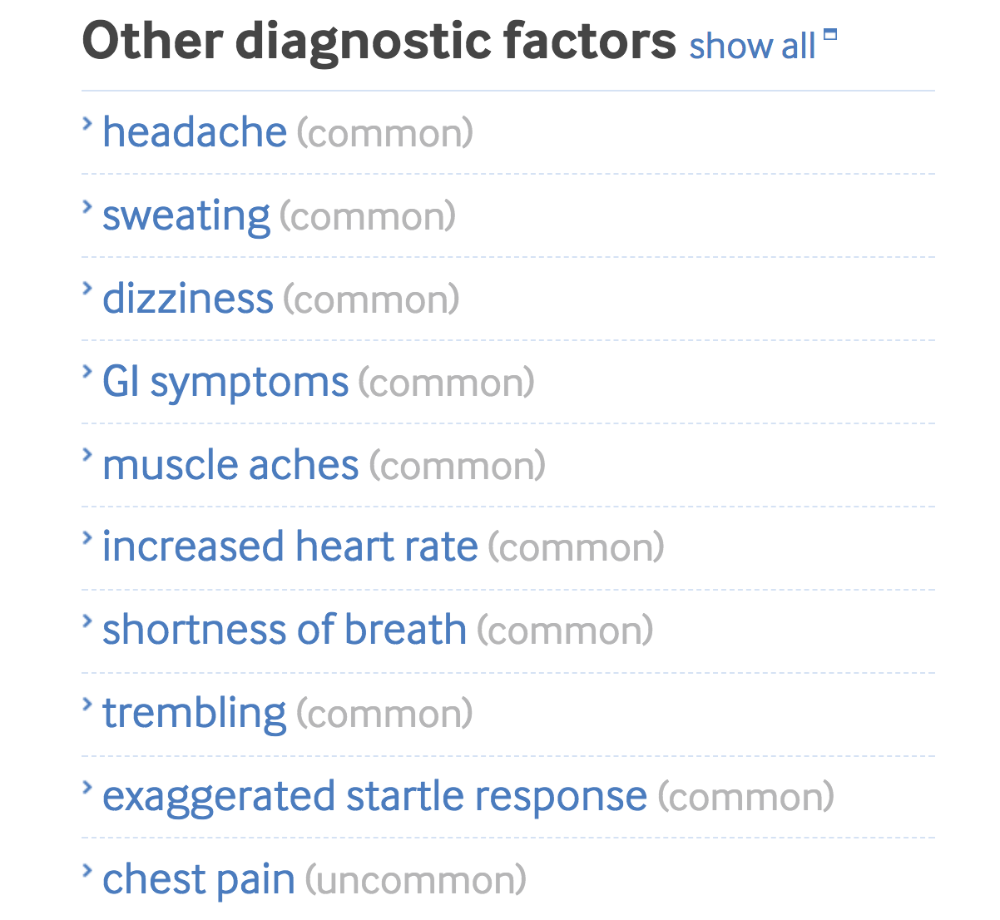 Other diagnostic factors show all
headache (common)
sweating (common)
dizziness (common)
GI symptoms (common)
muscle aches (common)
increased heart rate (common)
shortness of breath (common)
trembling (common)
exaggerated startle response (common)
chest pain (uncommon)